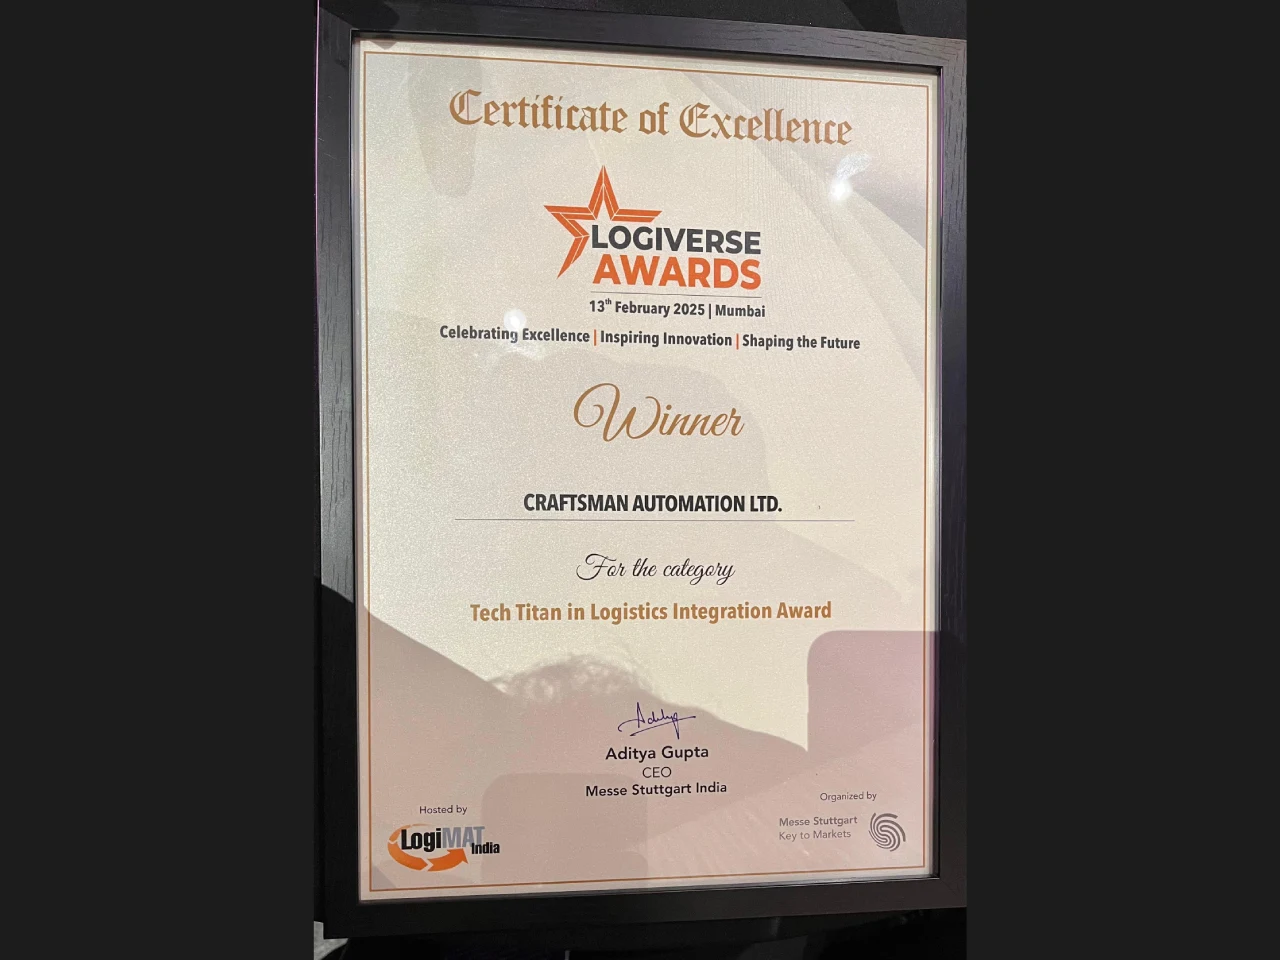 Certificate of Excellence
LOGIVERSE
AWARDS
13th February 2025 | Mumbai
Celebrating Excellence | Inspiring Innovation | Shaping the Future
Winner
CRAFTSMAN AUTOMATION LTD.
For the category
Tech Titan in Logistics Integration Award
Aditya
Aditya Gupta
CEO
Messe Stuttgart India
Hosted by
LogiMAT
India
Organized by
Messe Stuttgart
Key to Markets